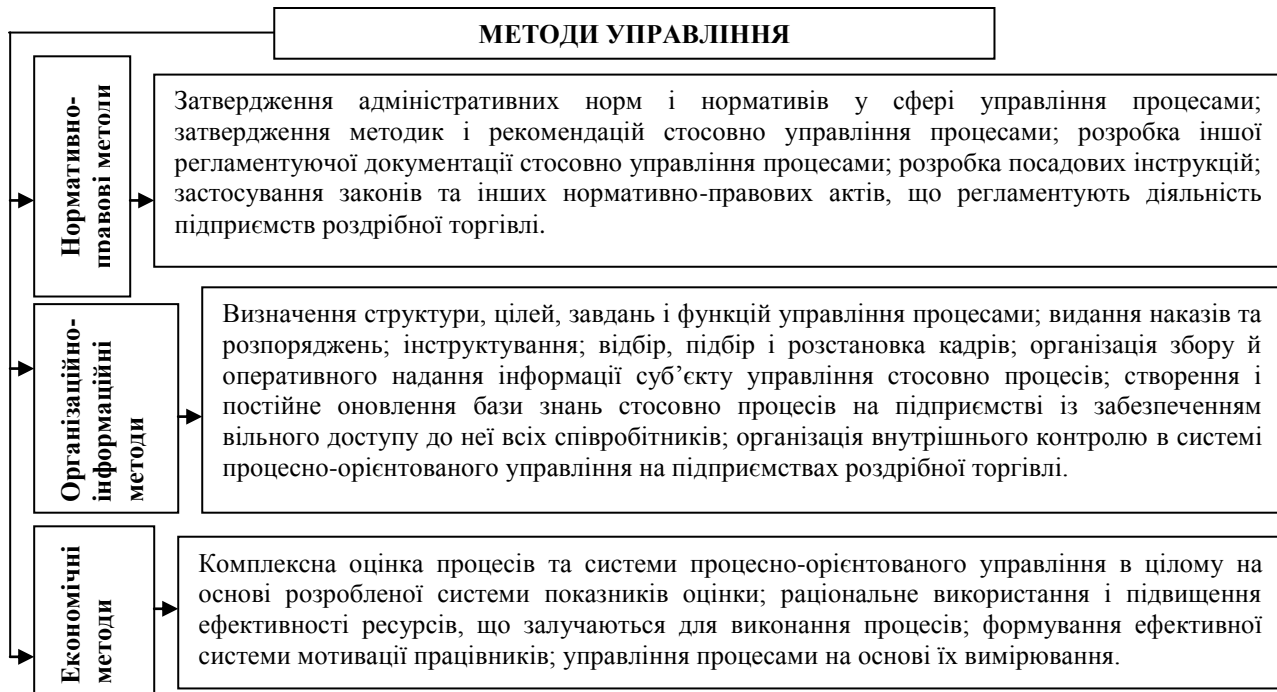 МЕТОДИ УПРАВЛІННЯ
Нормативно-
правові методи
Затвердження адміністративних норм і нормативів у сфері управління процесами;
затвердження методик і рекомендацій стосовно управління процесами; розробка іншої
регламентуючої документації стосовно управління процесами; розробка посадових інструкцій;
застосування законів та інших нормативно-правових актів, що регламентують діяльність
підприємств роздрібної торгівлі.
Організаційно-
інформаційні
методи
Визначення структури, цілей, завдань і функцій управління процесами; видання наказів та
розпоряджень; інструктування; відбір, підбір і розстановка кадрів; організація збору й
оперативного надання інформації суб’єкту управління стосовно процесів; створення і
постійне оновлення бази знань стосовно процесів на підприємстві із забезпеченням
вільного доступу до неї всіх співробітників; організація внутрішнього контролю в системі
процесно-орієнтованого управління на підприємствах роздрібної торгівлі.
Економічні
методи
Комплексна оцінка процесів та системи процесно-орієнтованого управління в цілому на
основі розробленої системи показників оцінки; раціональне використання і підвищення
ефективності ресурсів, що залучаються для виконання процесів; формування ефективної
системи мотивації працівників; управління процесами на основі їх вимірювання.